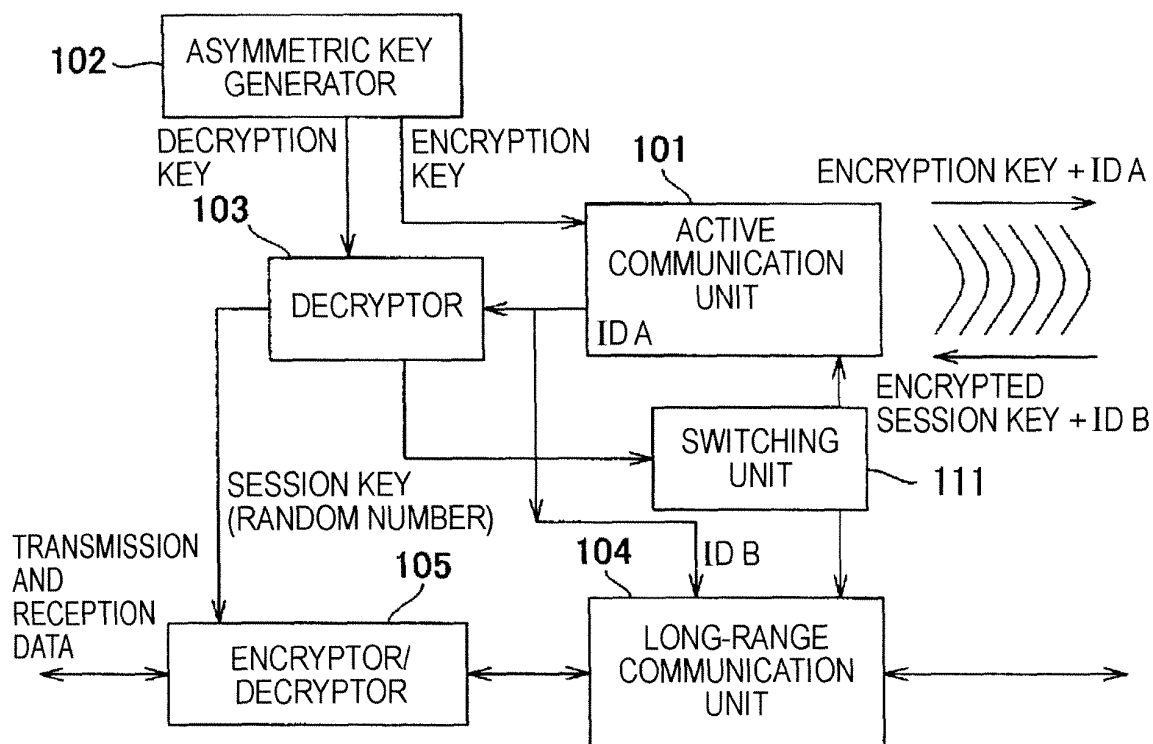 102
ASYMMETRIC KEY
GENERATOR
DECRYPTION
KEY
ENCRYPTION
KEY
101
ENCRYPTION KEY + ID A
103
ACTIVE
COMMUNICATION
UNIT
DECRYPTOR
ID A
ENCRYPTED
SESSION KEY + ID B
SWITCHING
UNIT
111
SESSION KEY
(RANDOM NUMBER)
TRANSMISSION
AND
RECEPTION
DATA
105
104
ID B
ENCRYPTOR/
DECRYPTOR
LONG-RANGE
COMMUNICATION
UNIT